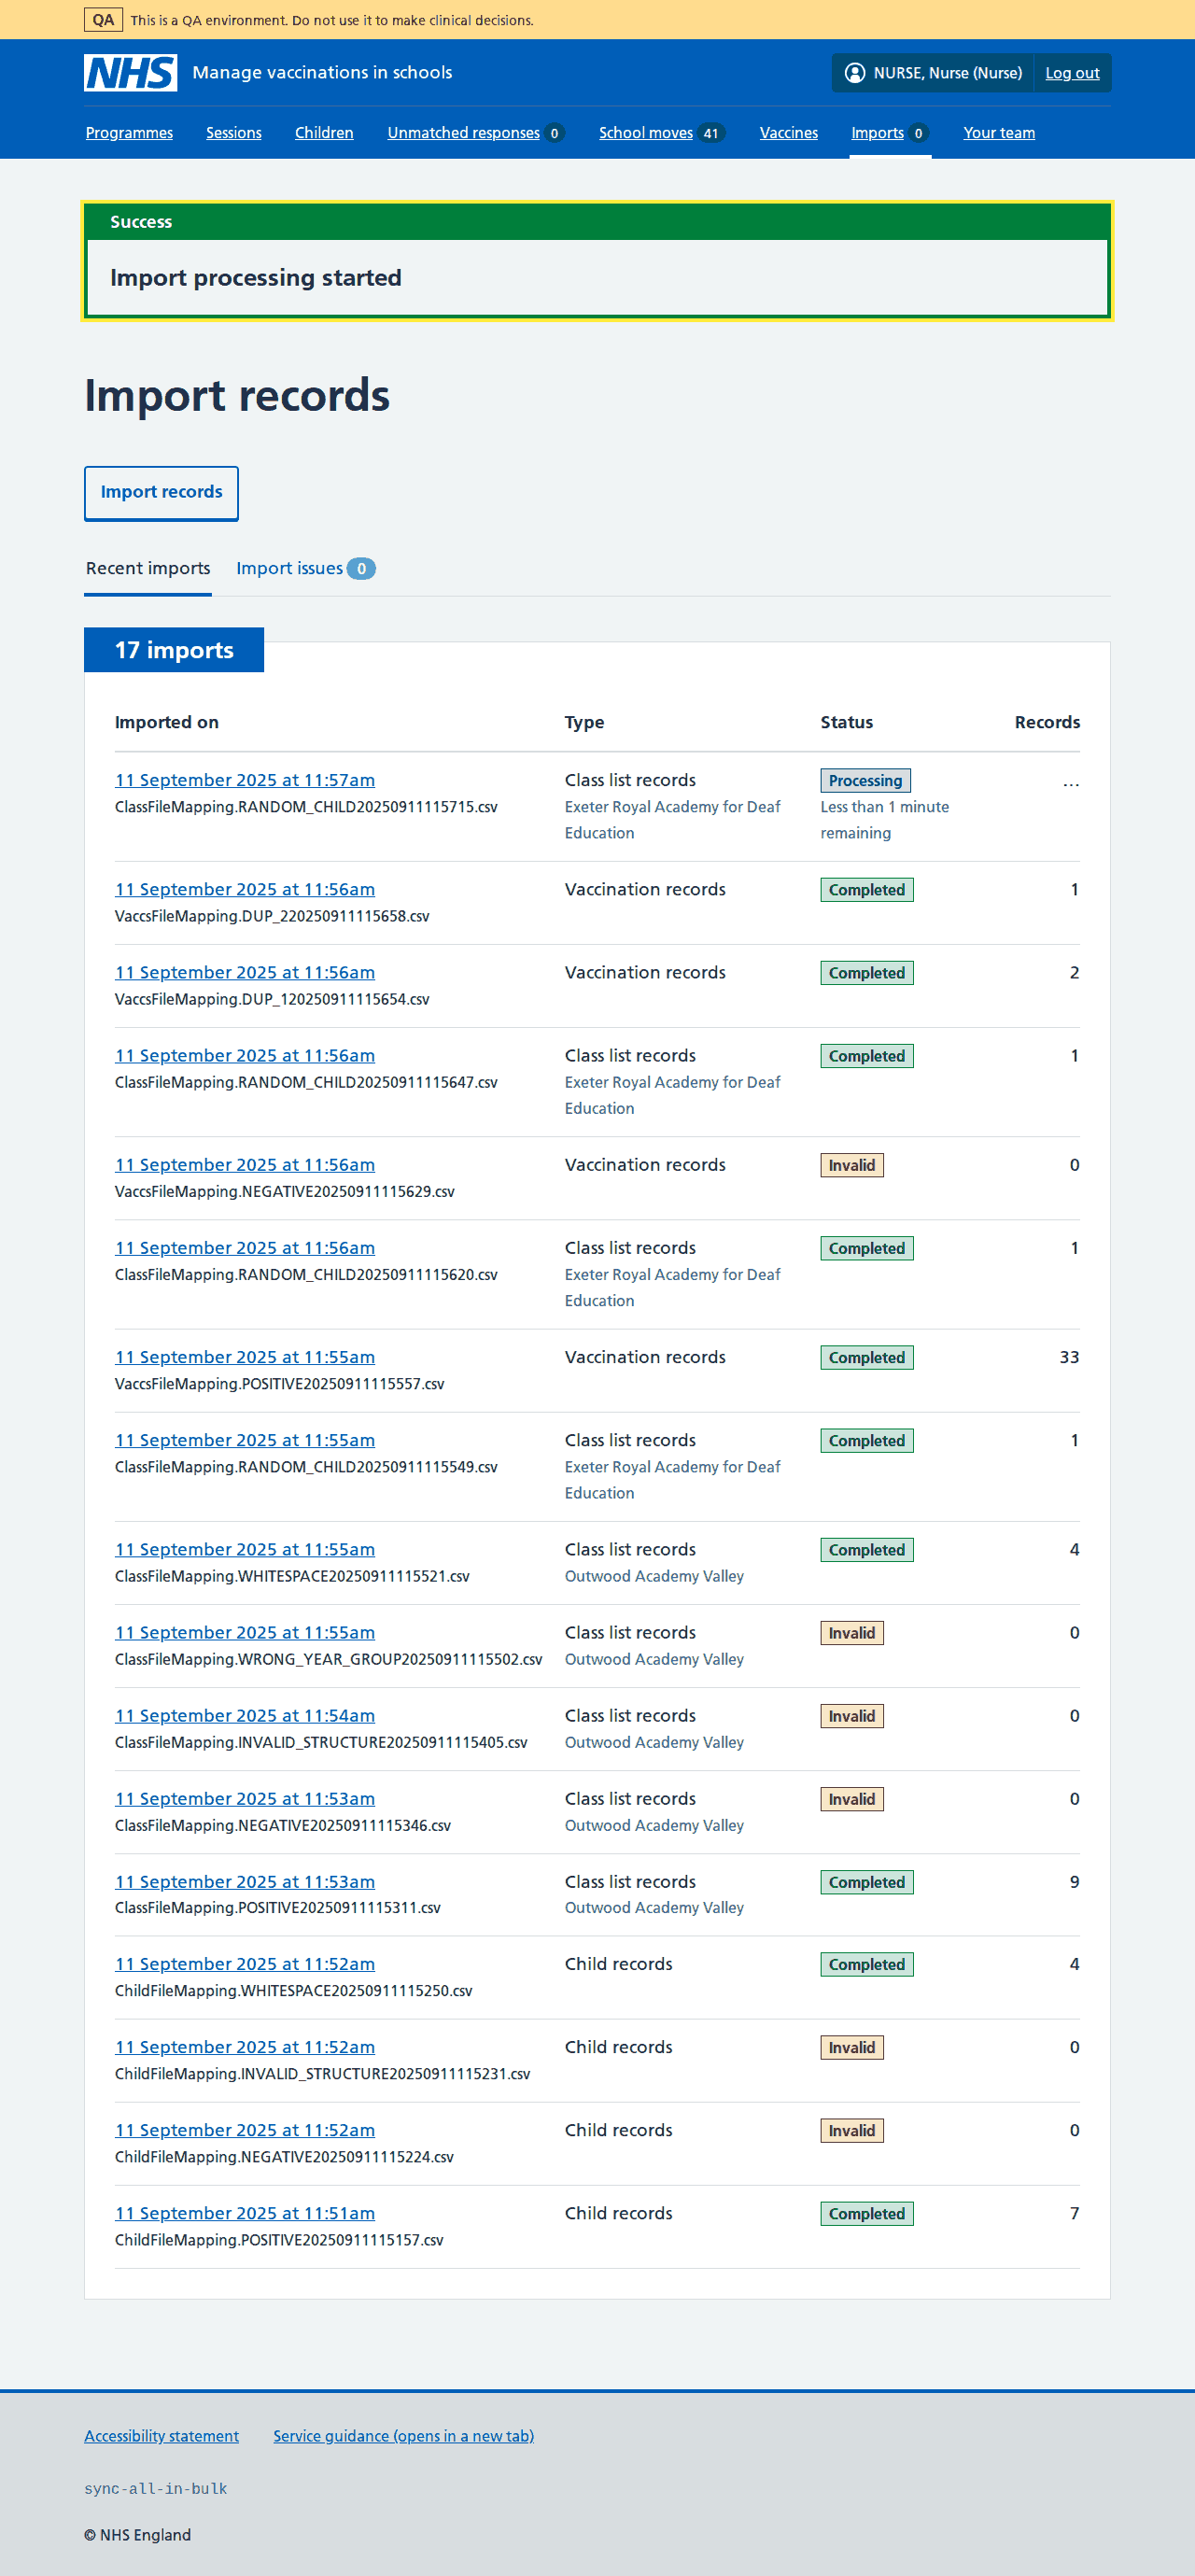 QA This is a QA environment. Do not use it to make clinical decisions.
NHS Manage vaccinations in schools NURSE, Nurse (Nurse) Log out
Programmes Sessions Children Unmatched responses 0 School moves 41 Vaccines Imports 0 Your team
Success
Import processing started
Import records
Import records
Recent imports Import issues 0
17 imports
Imported on Type Status Records
11 September 2025 at 11:57am Class list records Processing ...
ClassFileMapping.RANDOM_CHILD20250911115715.csv Exeter Royal Academy for Deaf Less than 1 minute
Education remaining
11 September 2025 at 11:56am Vaccination records Completed 1
VaccsFileMapping.DUP_220250911115658.csv
11 September 2025 at 11:56am Vaccination records Completed 2
VaccsFileMapping.DUP_120250911115654.csv
11 September 2025 at 11:56am Class list records Completed 1
ClassFileMapping.RANDOM_CHILD20250911115647.csv Exeter Royal Academy for Deaf
Education
11 September 2025 at 11:56am Vaccination records Invalid 0
VaccsFileMapping.NEGATIVE20250911115629.csv
11 September 2025 at 11:56am Class list records Completed 1
ClassFileMapping.RANDOM_CHILD20250911115620.csv Exeter Royal Academy for Deaf
Education
11 September 2025 at 11:55am Vaccination records Completed 33
VaccsFileMapping.POSITIVE20250911115557.csv
11 September 2025 at 11:55am Class list records Completed 1
ClassFileMapping.RANDOM_CHILD20250911115549.csv Exeter Royal Academy for Deaf
Education
11 September 2025 at 11:55am Class list records Completed 4
ClassFileMapping.WHITESPACE20250911115521.csv Outwood Academy Valley
11 September 2025 at 11:55am Class list records Invalid 0
ClassFileMapping.WRONG_YEAR_GROUP20250911115502.csv Outwood Academy Valley
11 September 2025 at 11:54am Class list records Invalid 0
ClassFileMapping.INVALID_STRUCTURE20250911115405.csv Outwood Academy Valley
11 September 2025 at 11:53am Class list records Invalid 0
ClassFileMapping.NEGATIVE20250911115346.csv Outwood Academy Valley
11 September 2025 at 11:53am Class list records Completed 9
ClassFileMapping.POSITIVE20250911115311.csv Outwood Academy Valley
11 September 2025 at 11:52am Child records Completed 4
ChildFileMapping.WHITESPACE20250911115250.csv
11 September 2025 at 11:52am Child records Invalid 0
ChildFileMapping.INVALID_STRUCTURE20250911115231.csv
11 September 2025 at 11:52am Child records Invalid 0
ChildFileMapping.NEGATIVE20250911115224.csv
11 September 2025 at 11:51am Child records Completed 7
ChildFileMapping.POSITIVE20250911115157.csv
Accessibility statement Service guidance (opens in a new tab)
sync-all-in-bulk
© NHS England